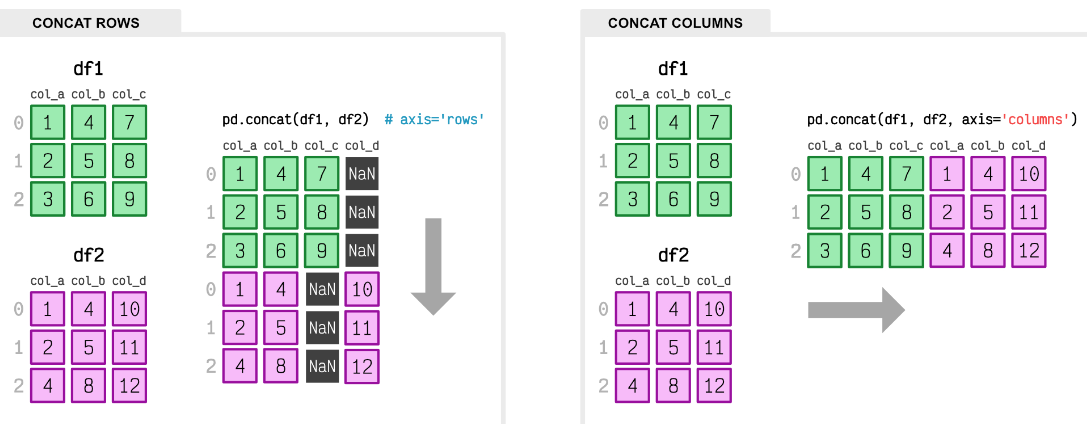 CONCAT ROWS
df1
col_a col_b col_c
0 1 4 7
1 2 5 8
2 3 6 9
df2
col_a col_b col_d
0 1 4 10
1 2 5 11
2 4 8 12
pd.concat(df1, df2) # axis='rows'
col_a col_b col_c col_d
0 1 4 7 NaN
1 2 5 8 NaN
2 3 6 9 NaN
0 1 4 NaN 10
1 2 5 NaN 11
2 4 8 NaN 12
CONCAT COLUMNS
df1
col_a col_b col_c
0 1 4 7
1 2 5 8
2 3 6 9
df2
col_a col_b col_d
0 1 4 10
1 2 5 11
2 4 8 12
pd.concat(df1, df2, axis='columns')
col_a col_b col_c col_a col_b col_d
0 1 4 7 1 4 10
1 2 5 8 2 5 11
2 3 6 9 4 8 12